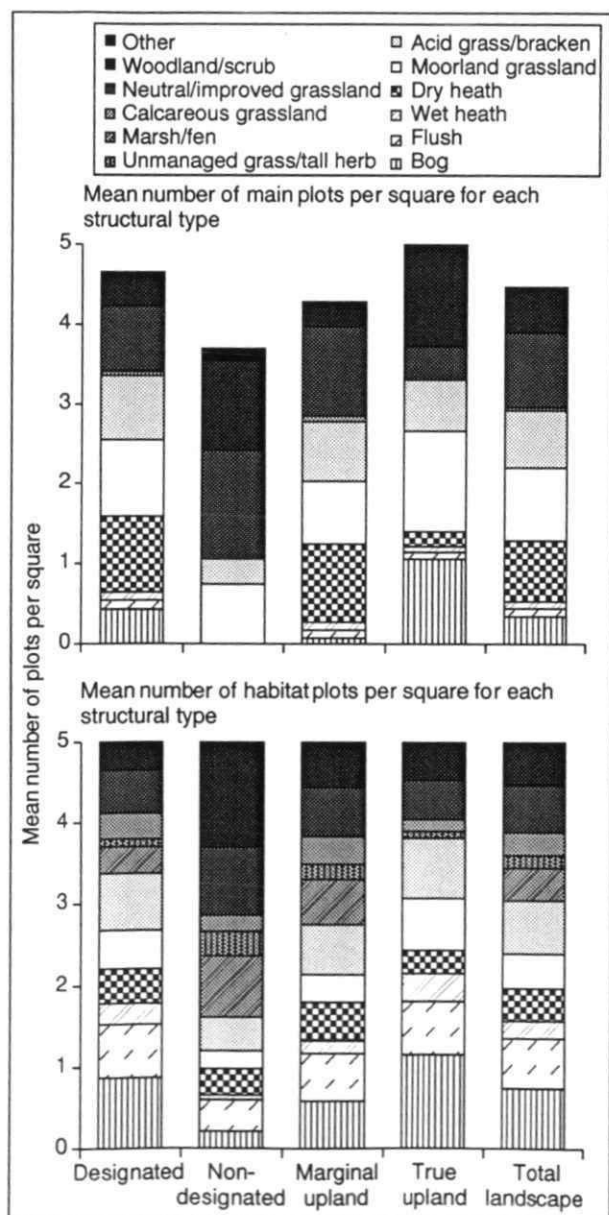 Other
Woodland/scrub
Neutral/improved grassland
Calcareous grassland
Marsh/fen
Unmanaged grass/tall herb
Acid grass/bracken
Moorland grassland
Dry heath
Wet heath
Flush
Bog
Mean number of main plots per square for each
structural type
5
4
3
2
1
0
Mean number of plots per square
Mean number of habitat plots per square for each
structural type
5
4
3
2
1
0
Designated
Non-
designated
Marginal
upland
True
upland
Total
landscape